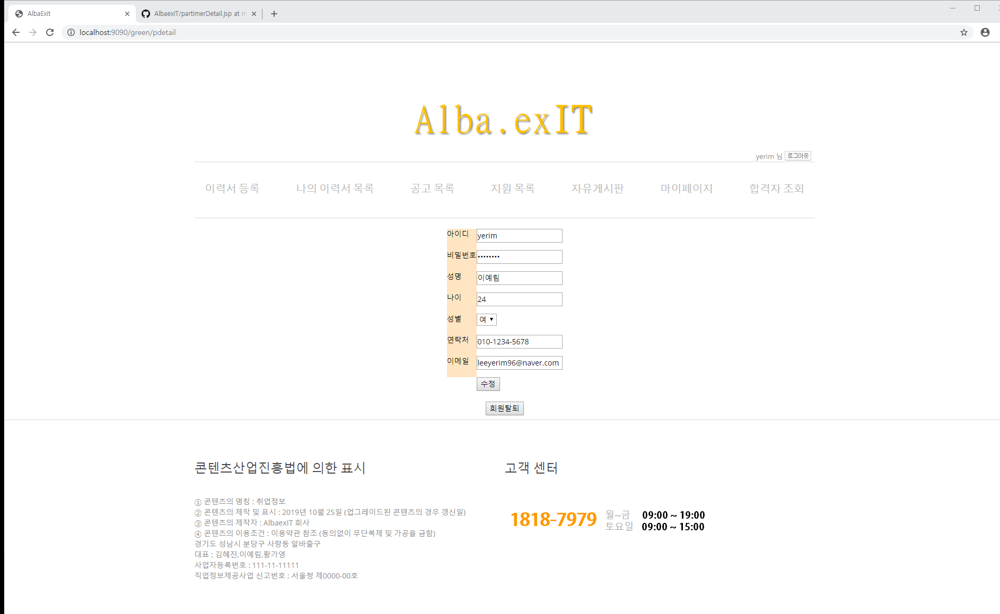 AlbaExit
AlbaexIT/partimerDetail.jsp at m
localhost:9090/green/pdetail
Alba.exIT
yerim 님 로그아웃
이력서 등록 나의 이력서 목록 공고 목록 지원 목록 자유게시판 마이페이지 합격자 조회
아이디 yerim
비밀번호 ••••••••
성명 이예림
나이 24
성별 여
연락처 010-1234-5678
이메일 leeyerim96@naver.com
수정
회원탈퇴
콘텐츠산업진흥법에 의한 표시
① 콘텐츠의 명칭 : 취업정보
② 콘텐츠의 제작 및 표시 : 2019년 10월 25일 (업그레이드된 콘텐츠의 경우 갱신일)
③ 콘텐츠의 제작자 : AlbaexIT 회사
④ 콘텐츠의 이용조건 : 이용약관 참조 (동의없이 무단복제 및 가공을 금함)
경기도 성남시 분당구 사랑동 알바출구
대표 : 김혜진,이예림,황가영
사업자등록번호 : 111-11-11111
직업정보제공사업 신고번호 : 서울청 제0000-00호
고객 센터
1818-7979
월~금 09:00 ~ 19:00
토요일 09:00 ~ 15:00